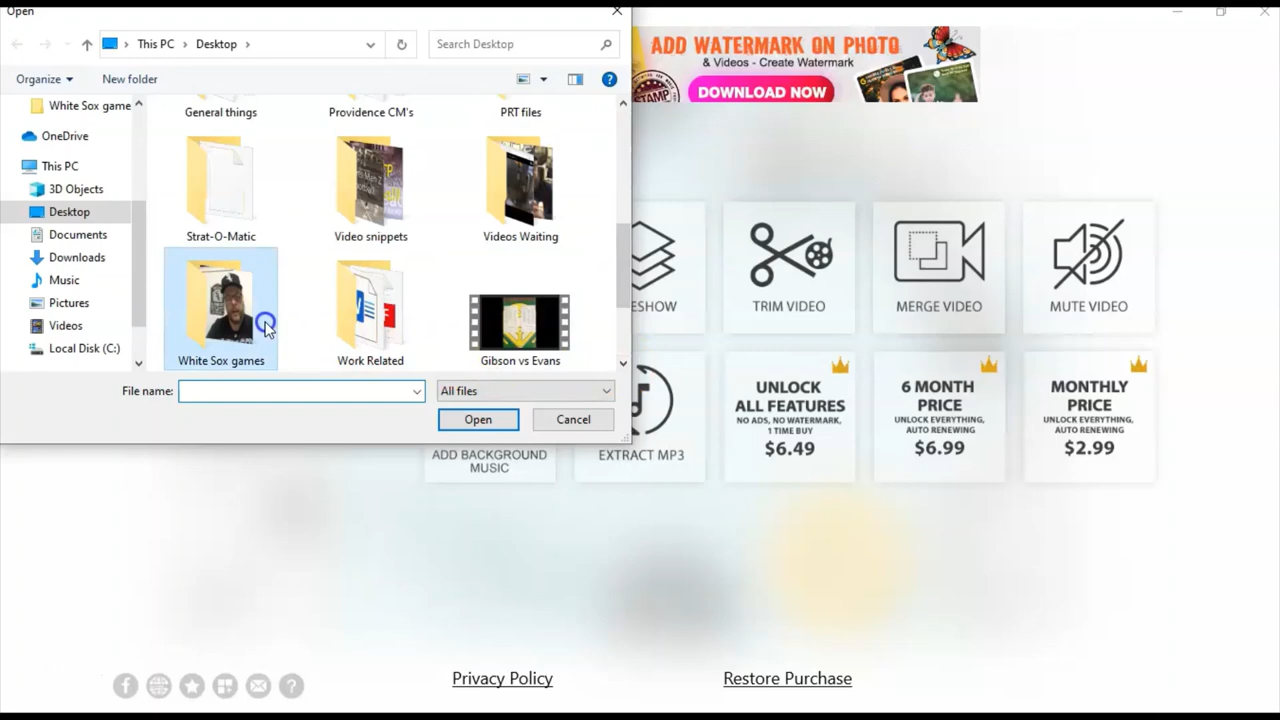 Open
This PC
Desktop
Search Desktop
Organize
New folder
White Sox game
OneDrive
This PC
3D Objects
Desktop
Documents
Downloads
Music
Pictures
Videos
Local Disk (C:)
General things
Providence CM's
PRT files
Strat-O-Matic
Video snippets
Videos Waiting
White Sox games
Work Related
Gibson vs Evans
File name:
All files
Open
Cancel
ADD WATERMARK ON PHOTO
& Videos - Create Watermark
DOWNLOAD NOW
STAMP
ESHOW
TRIM VIDEO
MERGE VIDEO
MUTE VIDEO
ADD BACKGROUND
MUSIC
EXTRACT MP3
UNLOCK
ALL FEATURES
NO ADS, NO WATERMARK,
1 TIME BUY
$6.49
6 MONTH
PRICE
UNLOCK EVERYTHING,
AUTO RENEWING
$6.99
MONTHLY
PRICE
UNLOCK EVERYTHING,
AUTO RENEWING
$2.99
Privacy Policy
Restore Purchase